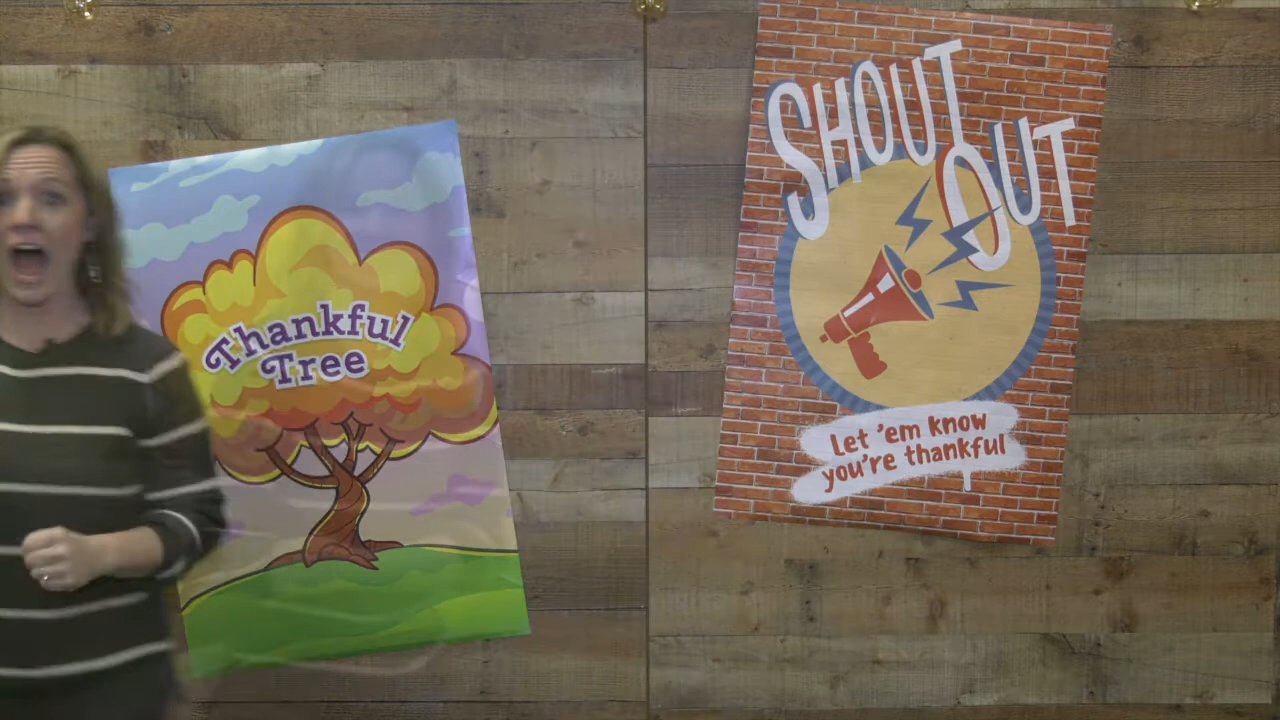 Thankful
Tree
SHOUT
OUT
Let 'em know
you're thankful